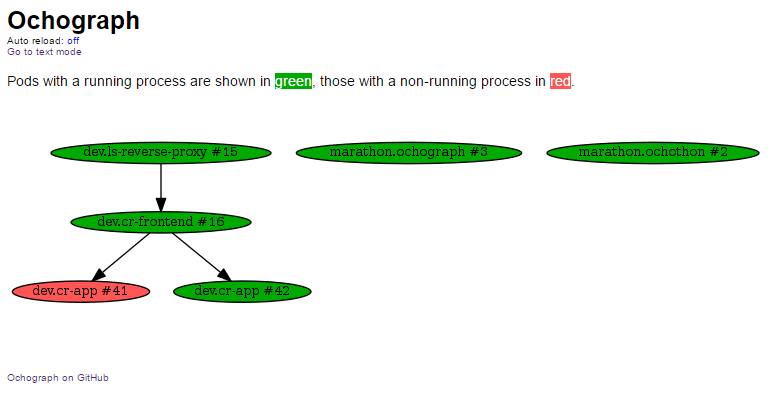 Ochograph
Auto reload: off
Go to text mode
Pods with a running process are shown in green, those with a non-running process in red.
dev.ls-reverse-proxy #15
marathon.ochograph #3
marathon.ochothon #2
dev.cr-frontend #16
dev.cr-app #41
dev.cr-app #42
Ochograph on GitHub